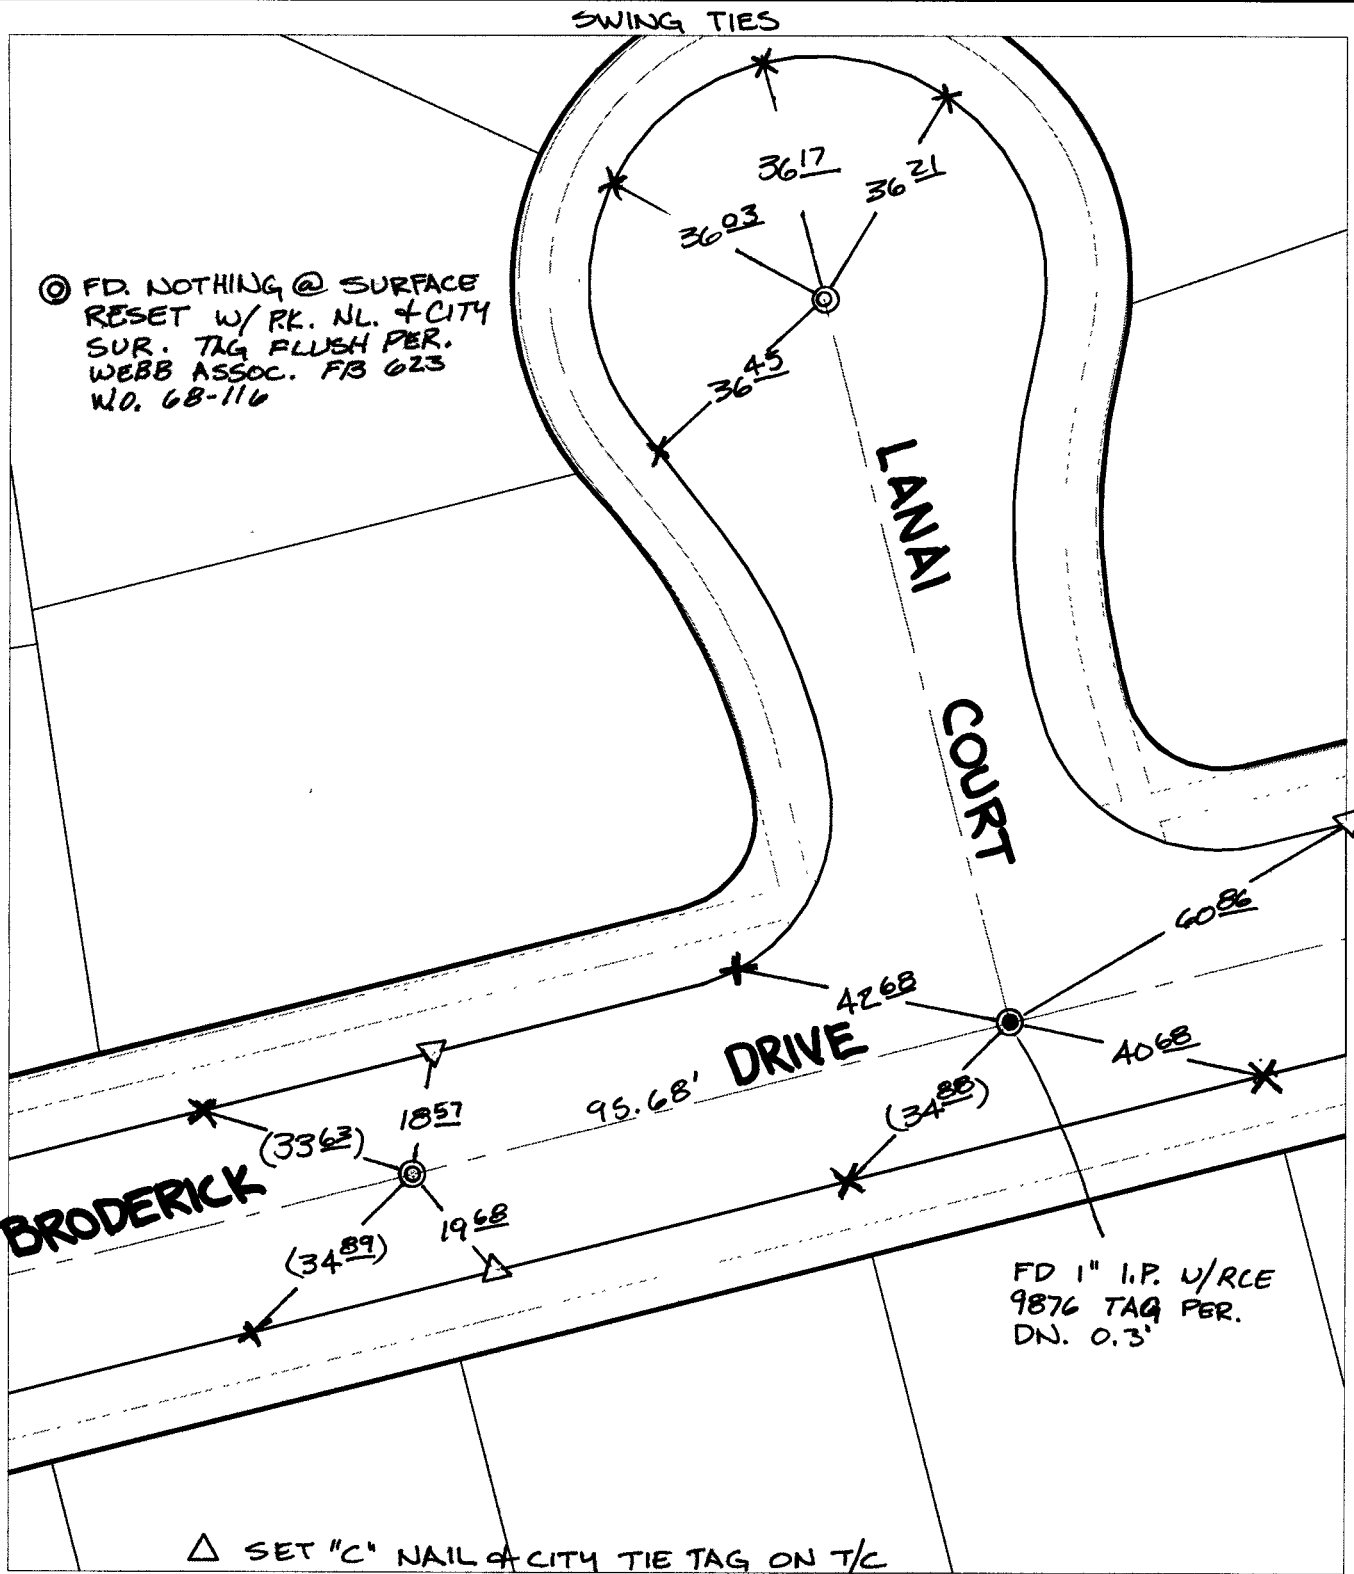 SWING TIES
36 17
36 21
36 03
◎ FD. NOTHING @ SURFACE
RESET W/ P.K. NL. & CITY
SUR. TAG FLUSH PER.
WEBB ASSOC. FB 623
W.O. 68-116
36 45
LANAI COURT
60 86
42 68
40 68
BRODERICK DRIVE
95.68'
(34 88)
18 57
(33 63)
19 68
(34 89)
FD 1" I.P. W/RCE
9876 TAG PER.
DN. 0.3'
△ SET "C" NAIL & CITY TIE TAG ON T/C